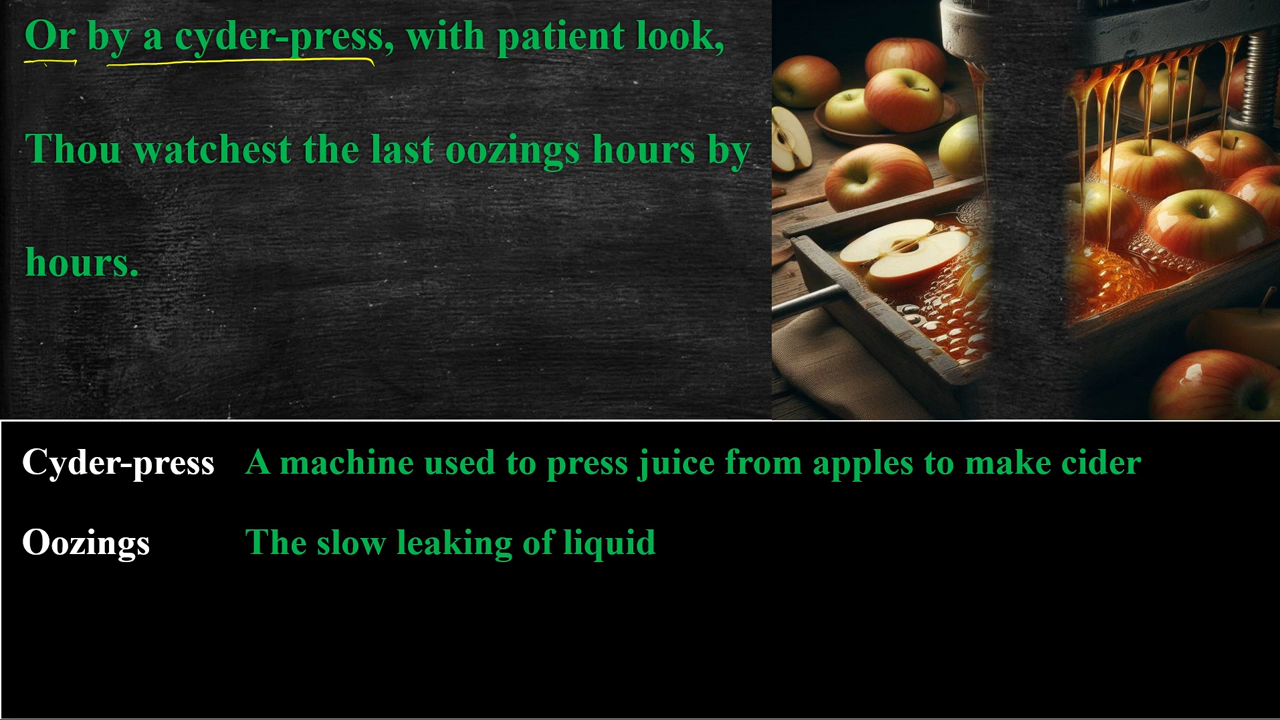 Or by a cyder-press, with patient look,
Thou watchest the last oozings hours by
hours.
Cyder-press A machine used to press juice from apples to make cider
Oozings The slow leaking of liquid